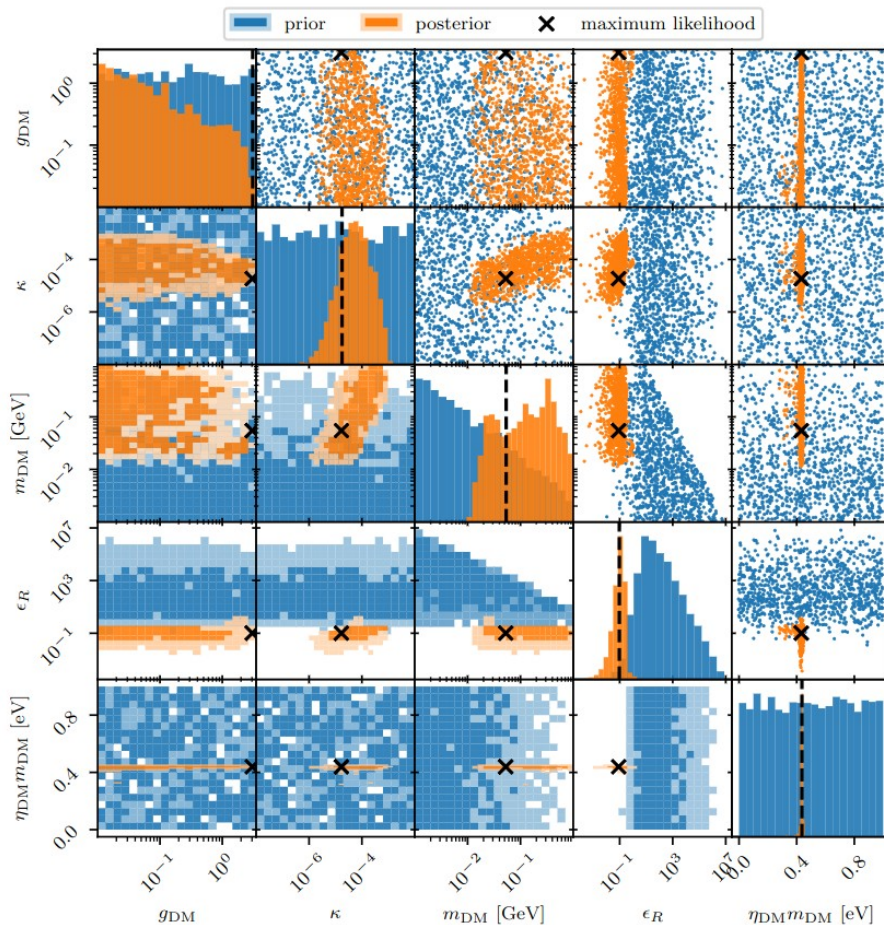 prior posterior maximum likelihood
g_DM 10^0 10^-1
κ 10^-4 10^-6
m_DM [GeV] 10^-1 10^-2
ϵ_R 10^7 10^3 10^-1
η_DM m_DM [eV] 0.8 0.4 0.0
10^-1 10^0 10^-6 10^-4 10^-2 10^-1 10^-1 10^3 10^7 0.0 0.4 0.8
g_DM κ m_DM [GeV] ϵ_R η_DM m_DM [eV]